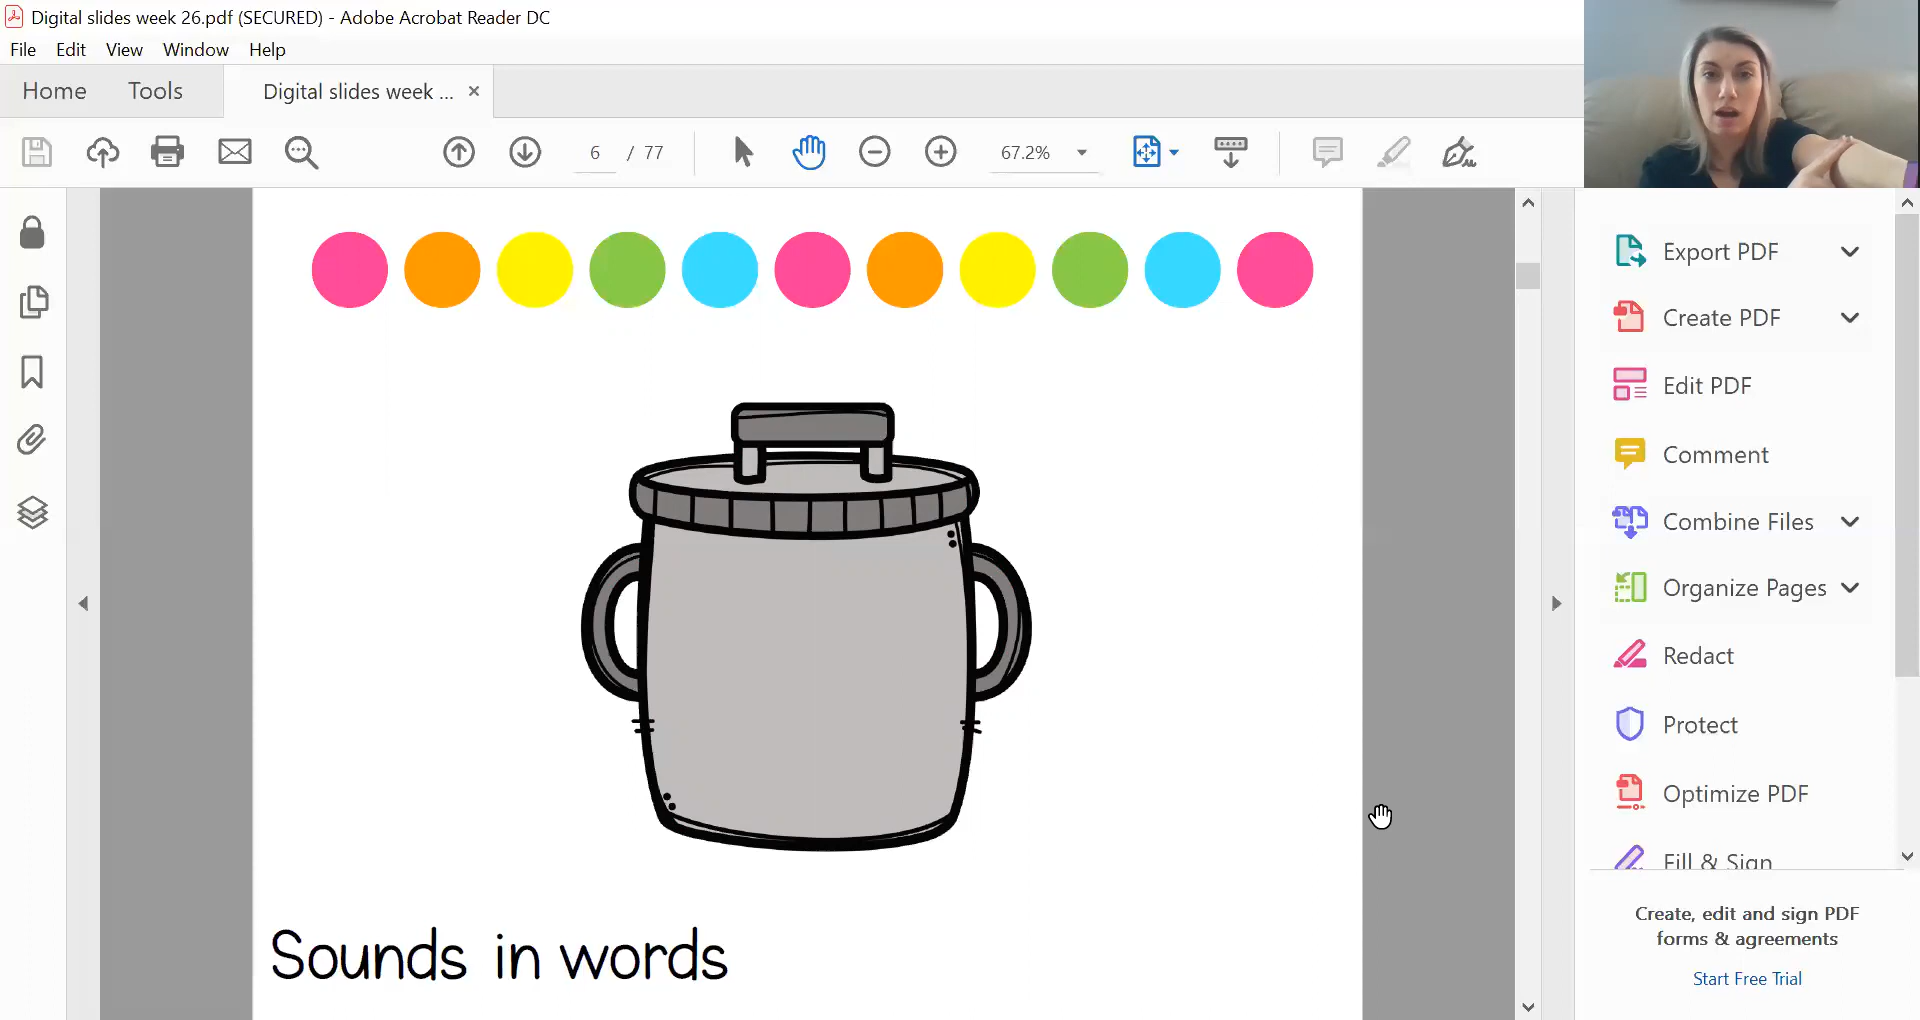 Digital slides week 26.pdf (SECURED) - Adobe Acrobat Reader DC
File Edit View Window Help
Home Tools Digital slides week ... ×
6 / 77 67.2%
Export PDF
Create PDF
Edit PDF
Comment
Combine Files
Organize Pages
Redact
Protect
Optimize PDF
Fill & Sign
Create, edit and sign PDF
forms & agreements
Start Free Trial
Sounds in words